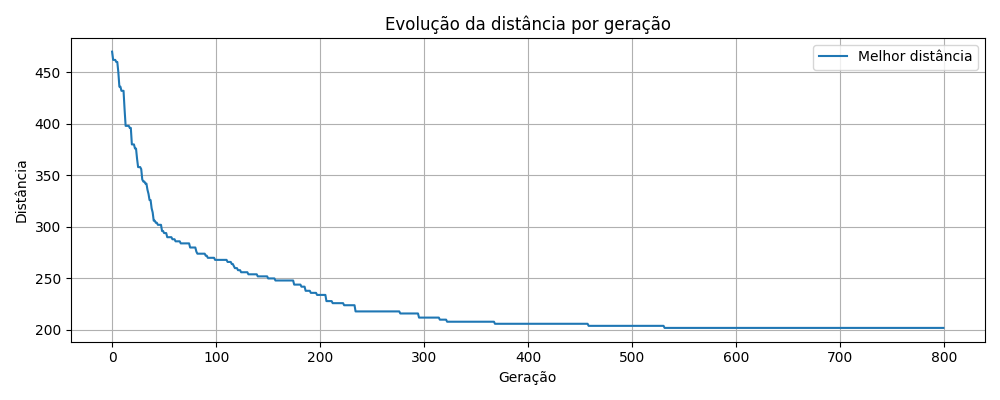 Evolução da distância por geração
Melhor distância
Distância
450
400
350
300
250
200
0 100 200 300 400 500 600 700 800
Geração